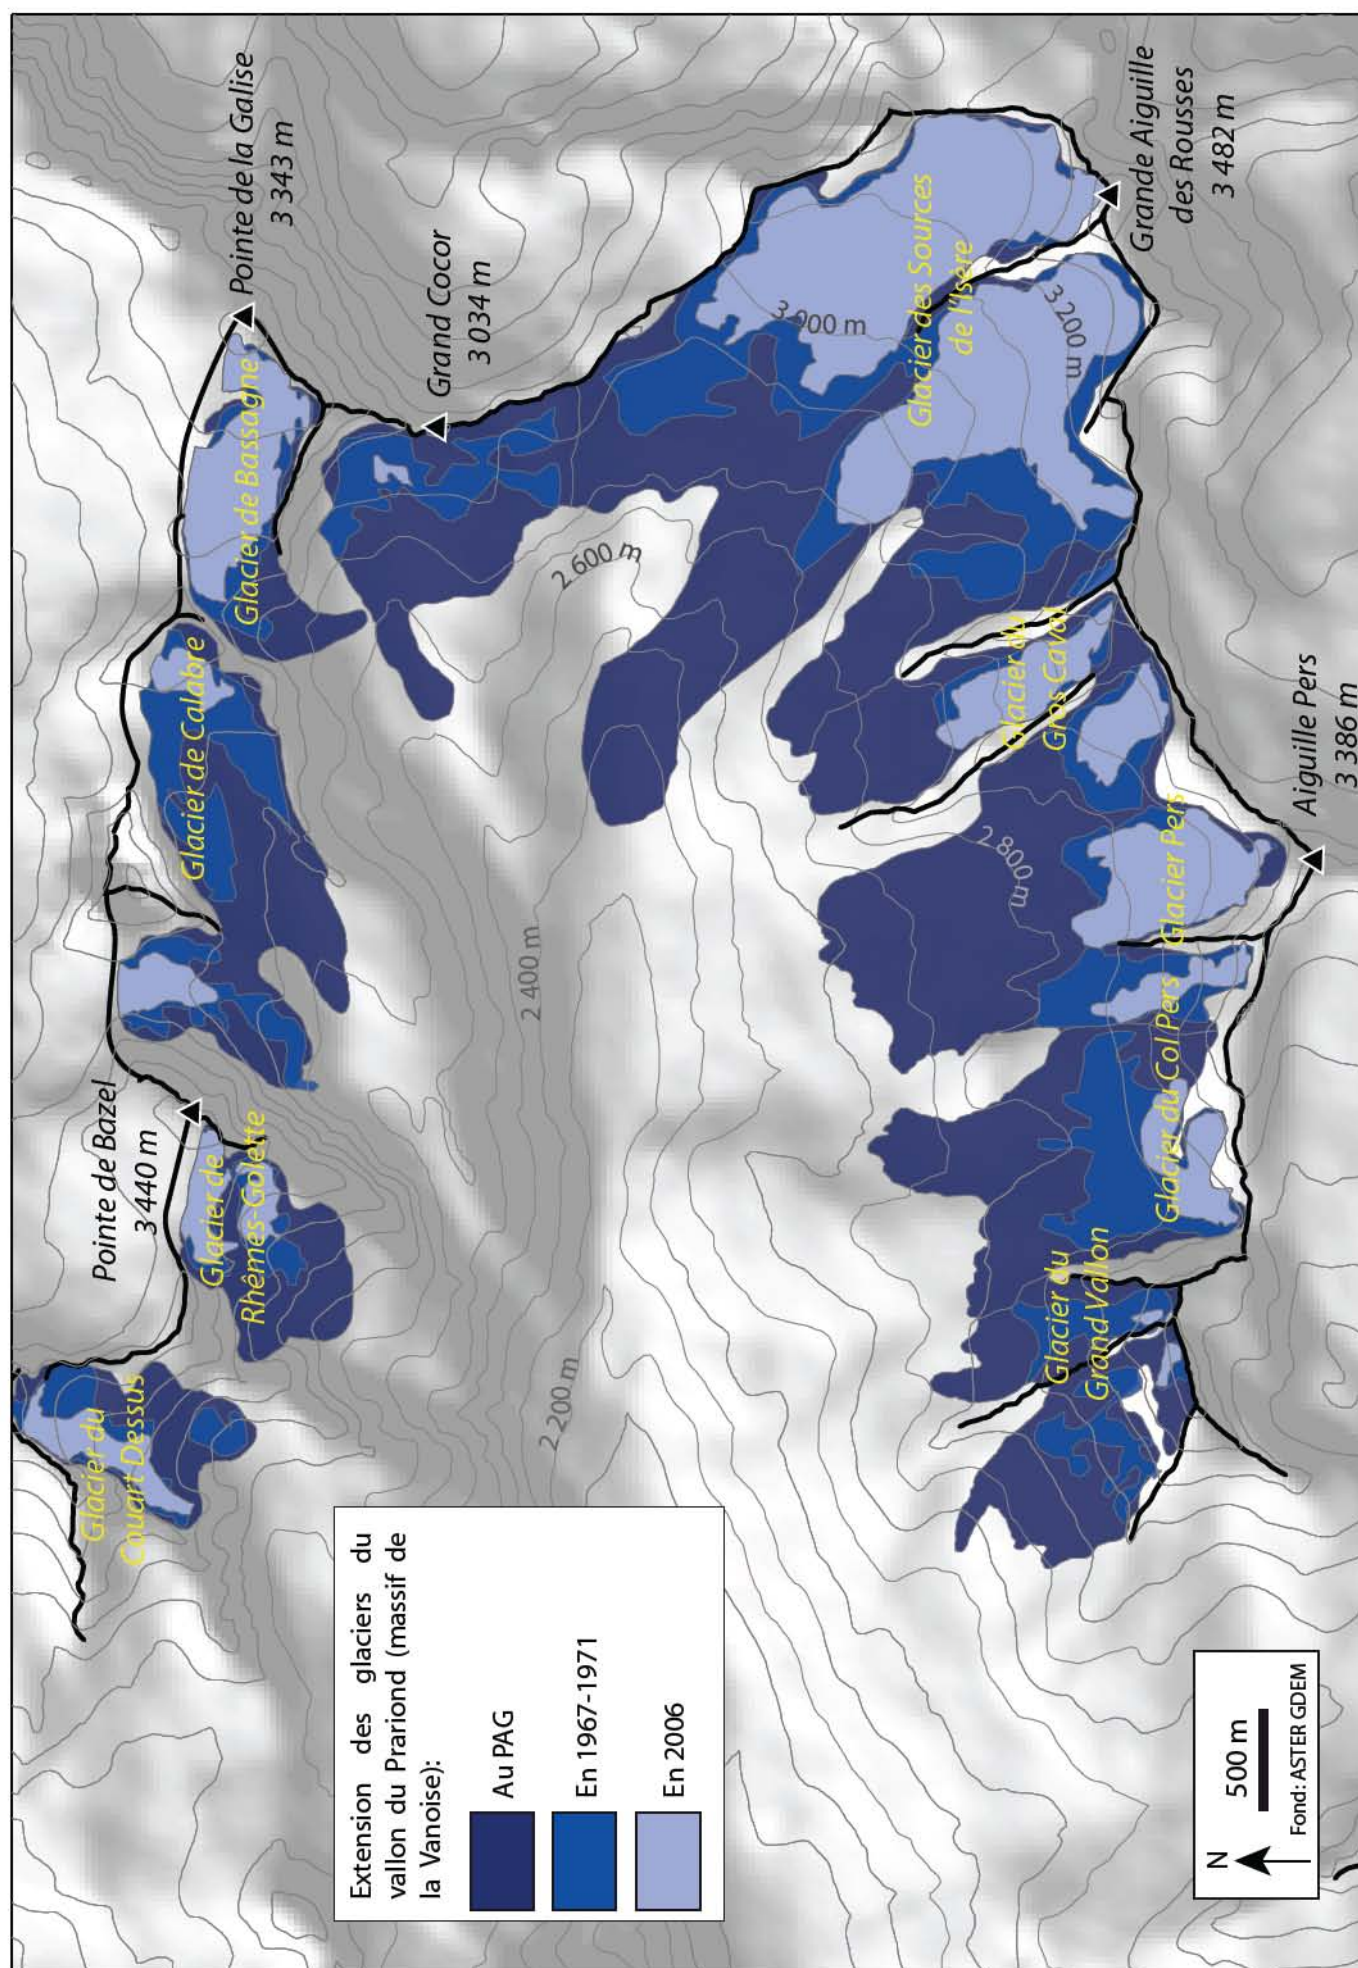 Pointe de la Galise
3 343 m
Grand Cocor
3 034 m
Grande Aiguille
des Rousses
3 482 m
Aiguille Pers
3 386 m
Pointe de Bazel
3 440 m
Glacier du
Couart Dessus
Glacier de
Rhêmes-Golette
Glacier de Calabre
Glacier de Bassagne
Glacier des Sources
de l'Isère
Glacier du
Gros Caval
Glacier Pers
Glacier du Col Pers
Glacier du
Grand Vallon
2 200 m
2 400 m
2 600 m
2 800 m
3 000 m
3 200 m
Extension des glaciers du
vallon du Prariond (massif de
la Vanoise):
Au PAG
En 1967-1971
En 2006
N
500 m
Fond: ASTER GDEM